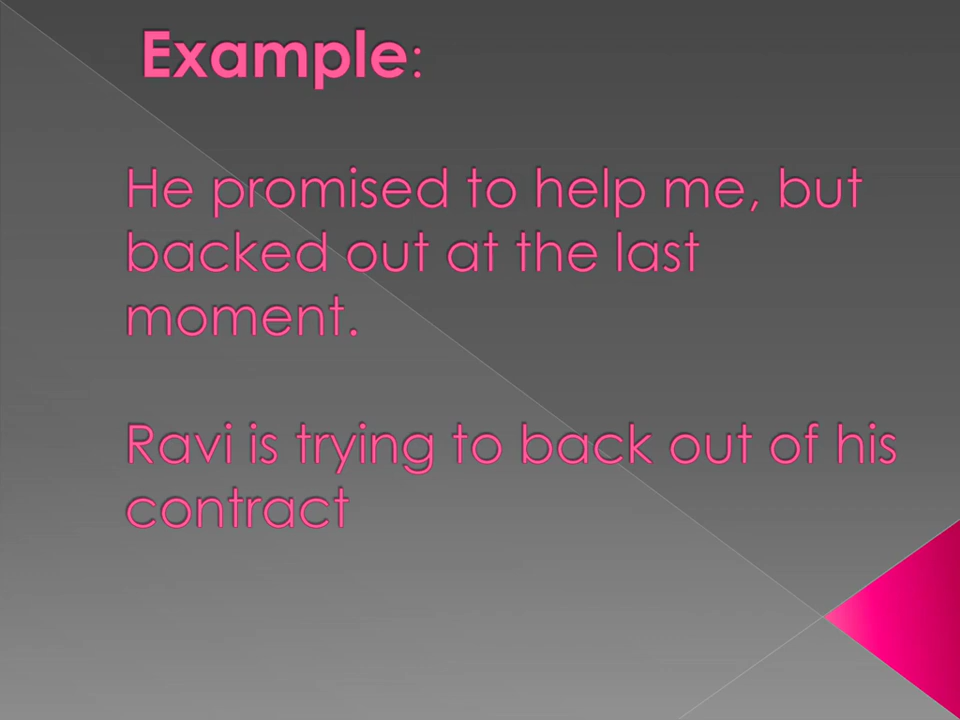 Example:
He promised to help me, but
backed out at the last
moment.
Ravi is trying to back out of his
contract